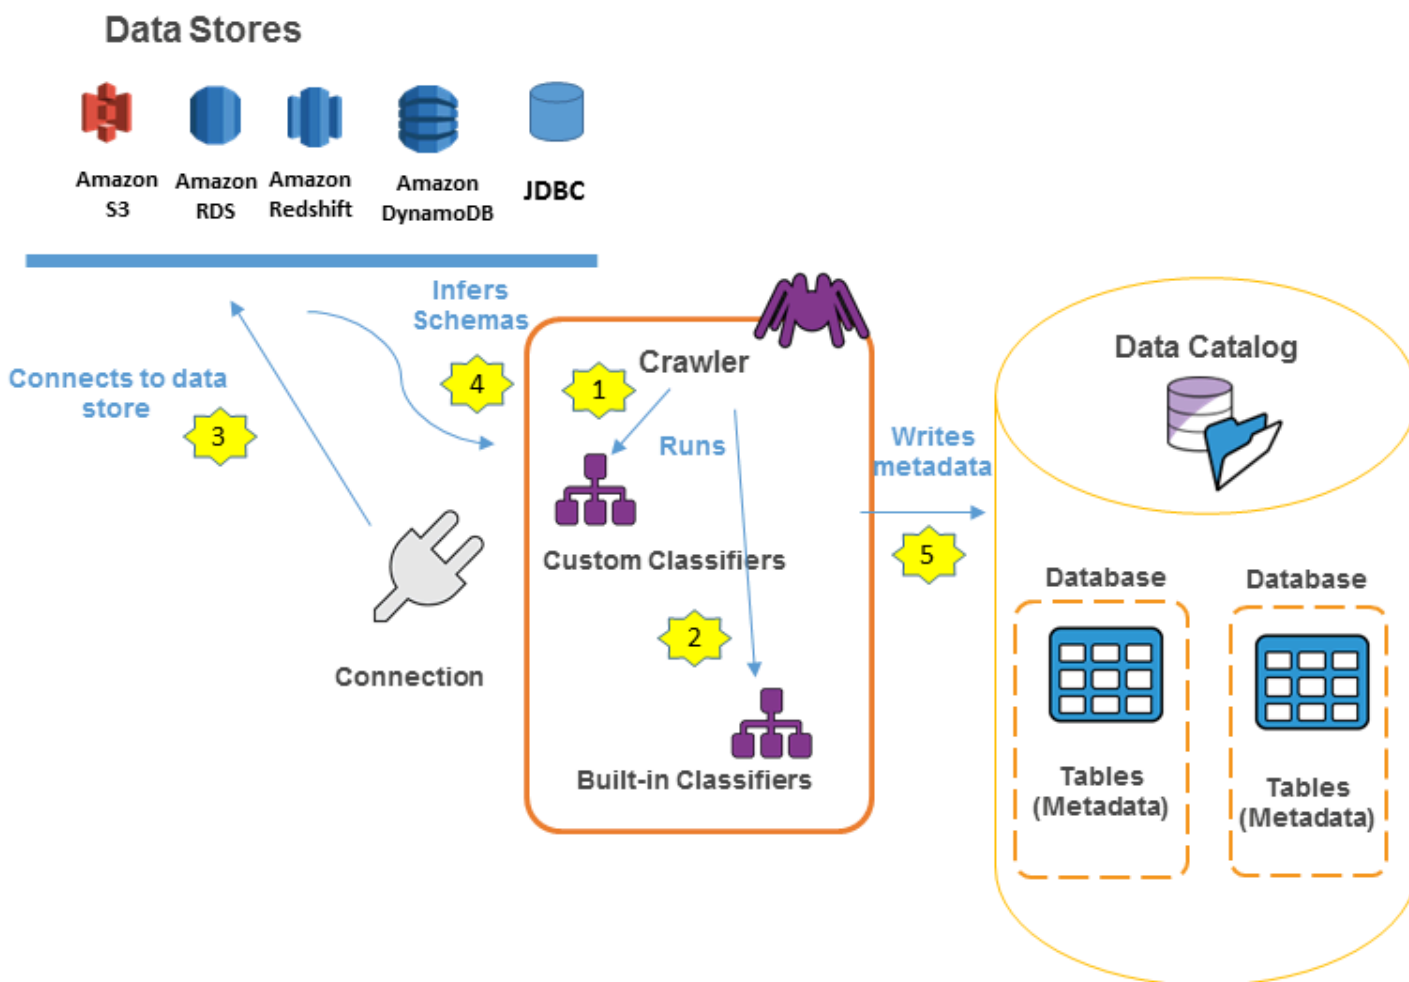 Data Stores
Amazon
S3
Amazon
RDS
Amazon
Redshift
Amazon
DynamoDB
JDBC
Infers
Schemas
4
Connects to data
store
3
Connection
Crawler
1
Runs
Custom Classifiers
2
Built-in Classifiers
Writes
metadata
5
Data Catalog
Database
Tables
(Metadata)
Database
Tables
(Metadata)